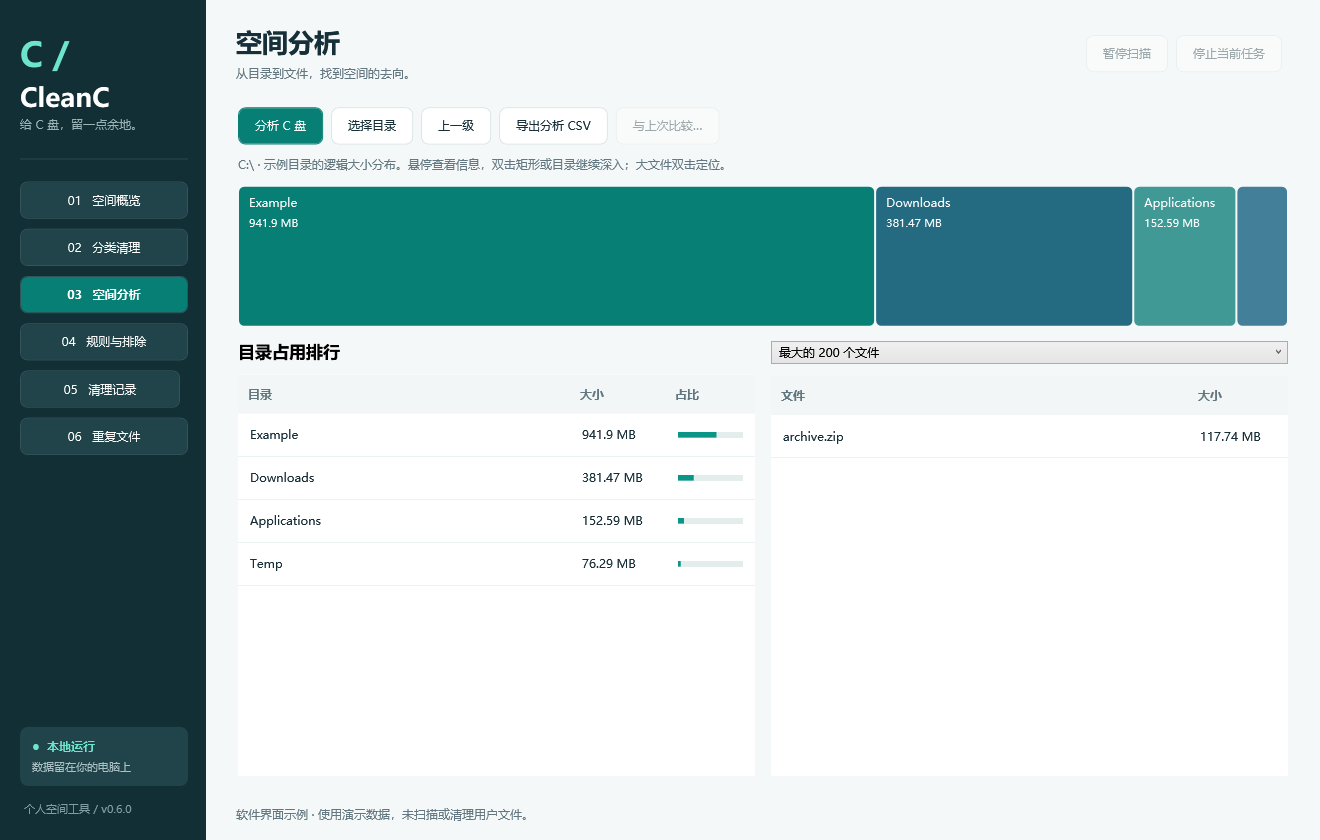 C /
CleanC
给 C 盘，留一点余地。
01 空间概览
02 分类清理
03 空间分析
04 规则与排除
05 清理记录
06 重复文件
本地运行
数据留在你的电脑上
个人空间工具 / v0.6.0
空间分析
从目录到文件，找到空间的去向。
暂停扫描 停止当前任务
分析 C 盘 选择目录 上一级 导出分析 CSV 与上次比较...
C:\ · 示例目录的逻辑大小分布。悬停查看信息，双击矩形或目录继续深入；大文件双击定位。
Example Downloads Applications
941.9 MB 381.47 MB 152.59 MB
目录占用排行
目录 大小 占比
Example 941.9 MB
Downloads 381.47 MB
Applications 152.59 MB
Temp 76.29 MB
最大的 200 个文件
文件 大小
archive.zip 117.74 MB
软件界面示例 · 使用演示数据，未扫描或清理用户文件。